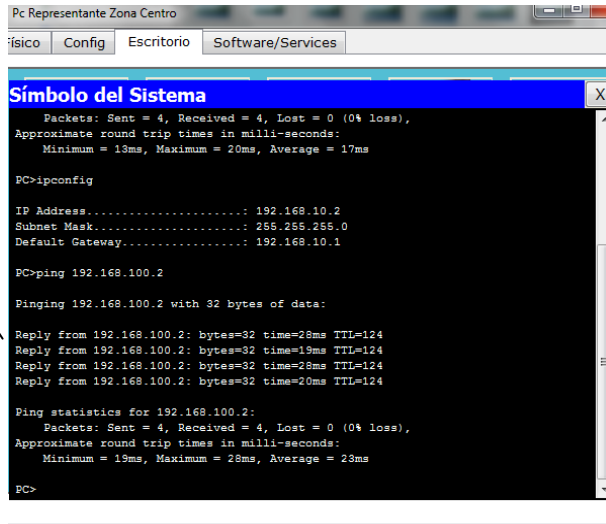 Pc Representante Zona Centro
Físico Config Escritorio Software/Services
Símbolo del Sistema X
Packets: Sent = 4, Received = 4, Lost = 0 (0% loss),
Approximate round trip times in milli-seconds:
Minimum = 13ms, Maximum = 20ms, Average = 17ms
PC>ipconfig
IP Address......................: 192.168.10.2
Subnet Mask.....................: 255.255.255.0
Default Gateway.................: 192.168.10.1
PC>ping 192.168.100.2
Pinging 192.168.100.2 with 32 bytes of data:
Reply from 192.168.100.2: bytes=32 time=28ms TTL=124
Reply from 192.168.100.2: bytes=32 time=19ms TTL=124
Reply from 192.168.100.2: bytes=32 time=28ms TTL=124
Reply from 192.168.100.2: bytes=32 time=20ms TTL=124
Ping statistics for 192.168.100.2:
Packets: Sent = 4, Received = 4, Lost = 0 (0% loss),
Approximate round trip times in milli-seconds:
Minimum = 19ms, Maximum = 28ms, Average = 23ms
PC>